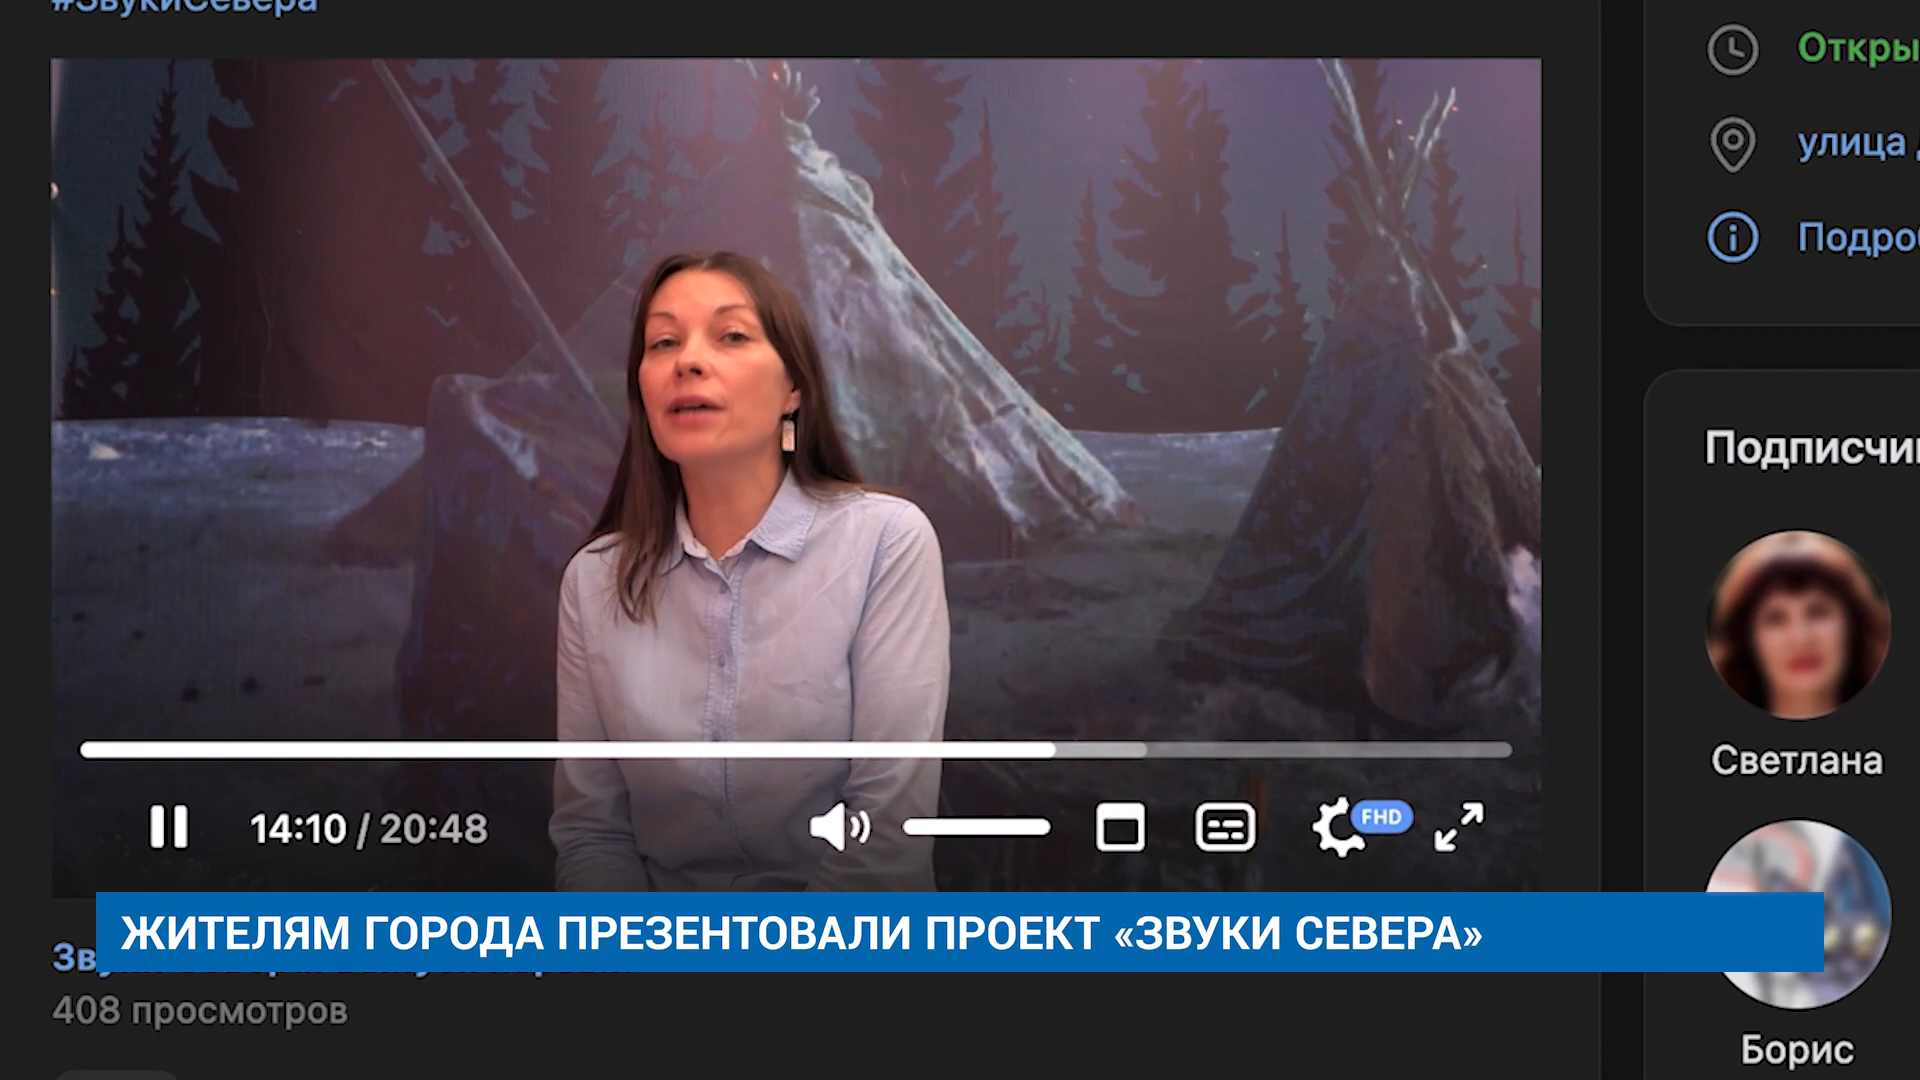 #ЗвукиСевера
Откры
улица
Подро
Подписчи
Светлана
14:10 / 20:48
FHD
ЖИТЕЛЯМ ГОРОДА ПРЕЗЕНТОВАЛИ ПРОЕКТ «ЗВУКИ СЕВЕРА»
408 просмотров
Борис